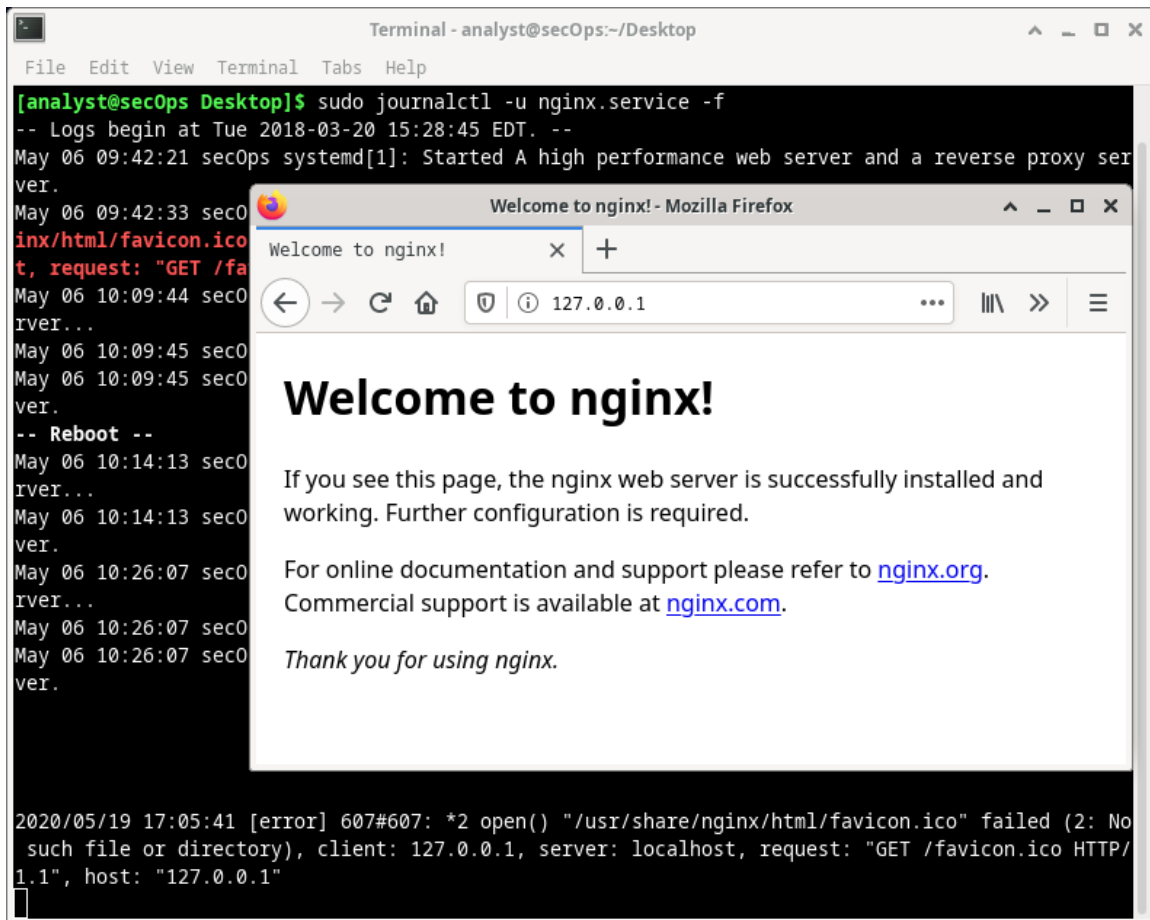 Terminal - analyst@secOps:~/Desktop
File Edit View Terminal Tabs Help
[analyst@secOps Desktop]$ sudo journalctl -u nginx.service -f
-- Logs begin at Tue 2018-03-20 15:28:45 EDT. --
May 06 09:42:21 secOps systemd[1]: Started A high performance web server and a reverse proxy ser
ver.
May 06 09:42:33 secO
inx/html/favicon.ico
t, request: "GET /fa
May 06 10:09:44 secO
rver...
May 06 10:09:45 secO
May 06 10:09:45 secO
ver.
-- Reboot --
May 06 10:14:13 secO
rver...
May 06 10:14:13 secO
ver.
May 06 10:26:07 secO
rver...
May 06 10:26:07 secO
May 06 10:26:07 secO
ver.
Welcome to nginx! - Mozilla Firefox
Welcome to nginx!
127.0.0.1
Welcome to nginx!
If you see this page, the nginx web server is successfully installed and
working. Further configuration is required.
For online documentation and support please refer to nginx.org.
Commercial support is available at nginx.com.
Thank you for using nginx.
2020/05/19 17:05:41 [error] 607#607: *2 open() "/usr/share/nginx/html/favicon.ico" failed (2: No
such file or directory), client: 127.0.0.1, server: localhost, request: "GET /favicon.ico HTTP/
1.1", host: "127.0.0.1"